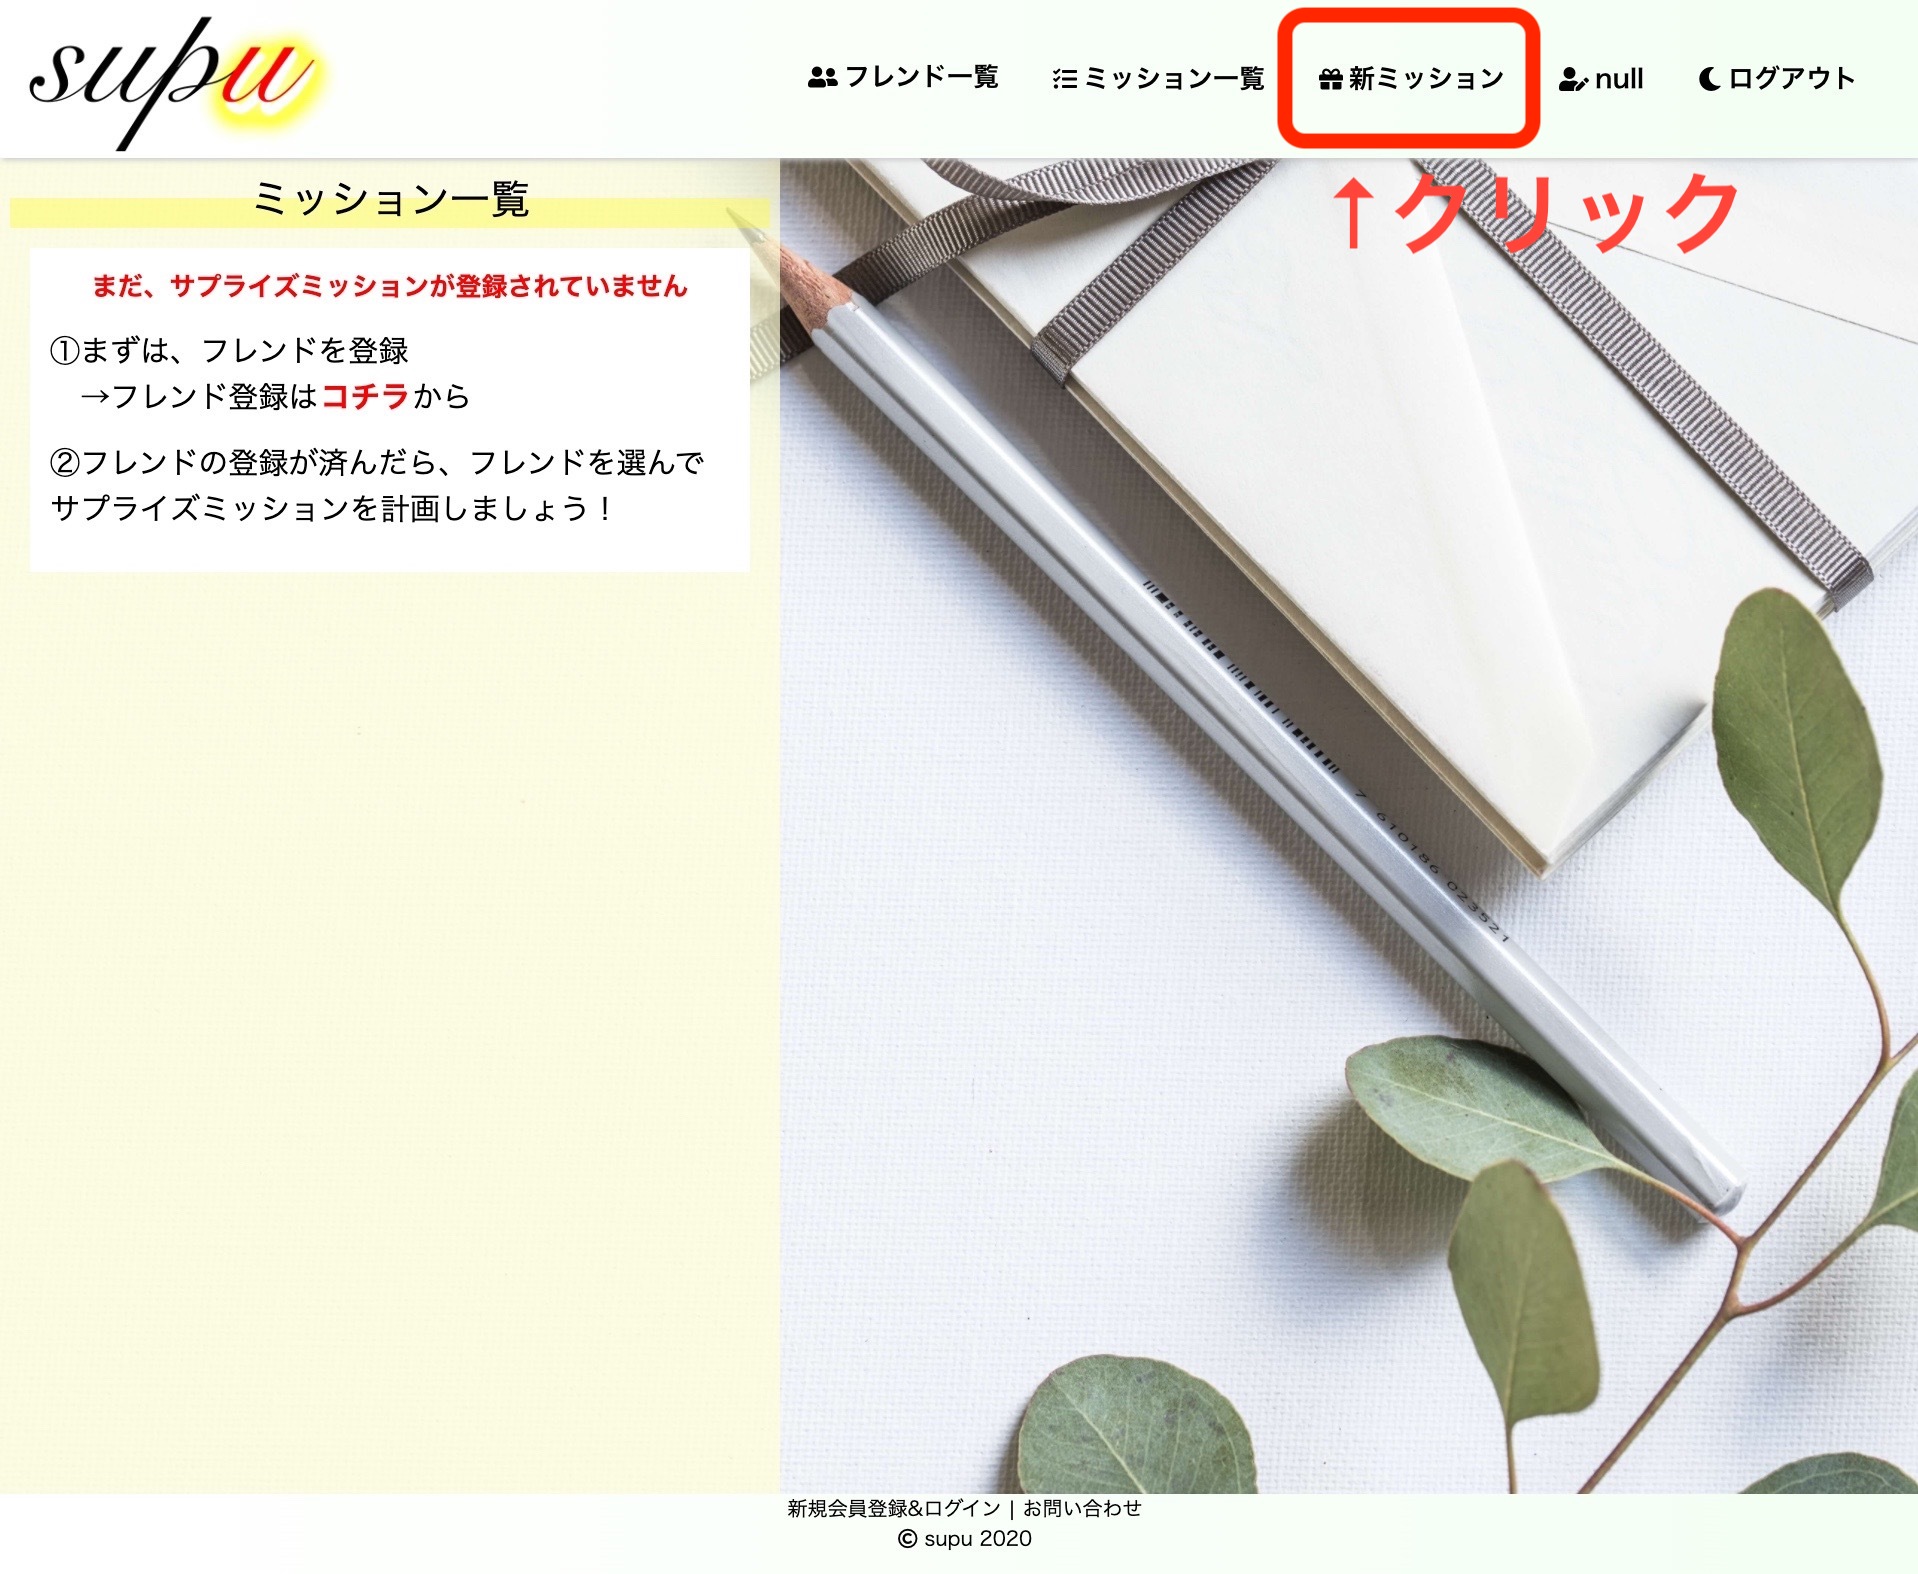 supu
フレンド一覧
ミッション一覧
新ミッション
null
ログアウト
↑クリック
ミッション一覧
まだ、サプライズミッションが登録されていません
①まずは、フレンドを登録
→フレンド登録はコチラから
②フレンドの登録が済んだら、フレンドを選んで
サプライズミッションを計画しましょう！
7 610186 023521
新規会員登録&ログイン | お問い合わせ
© supu 2020